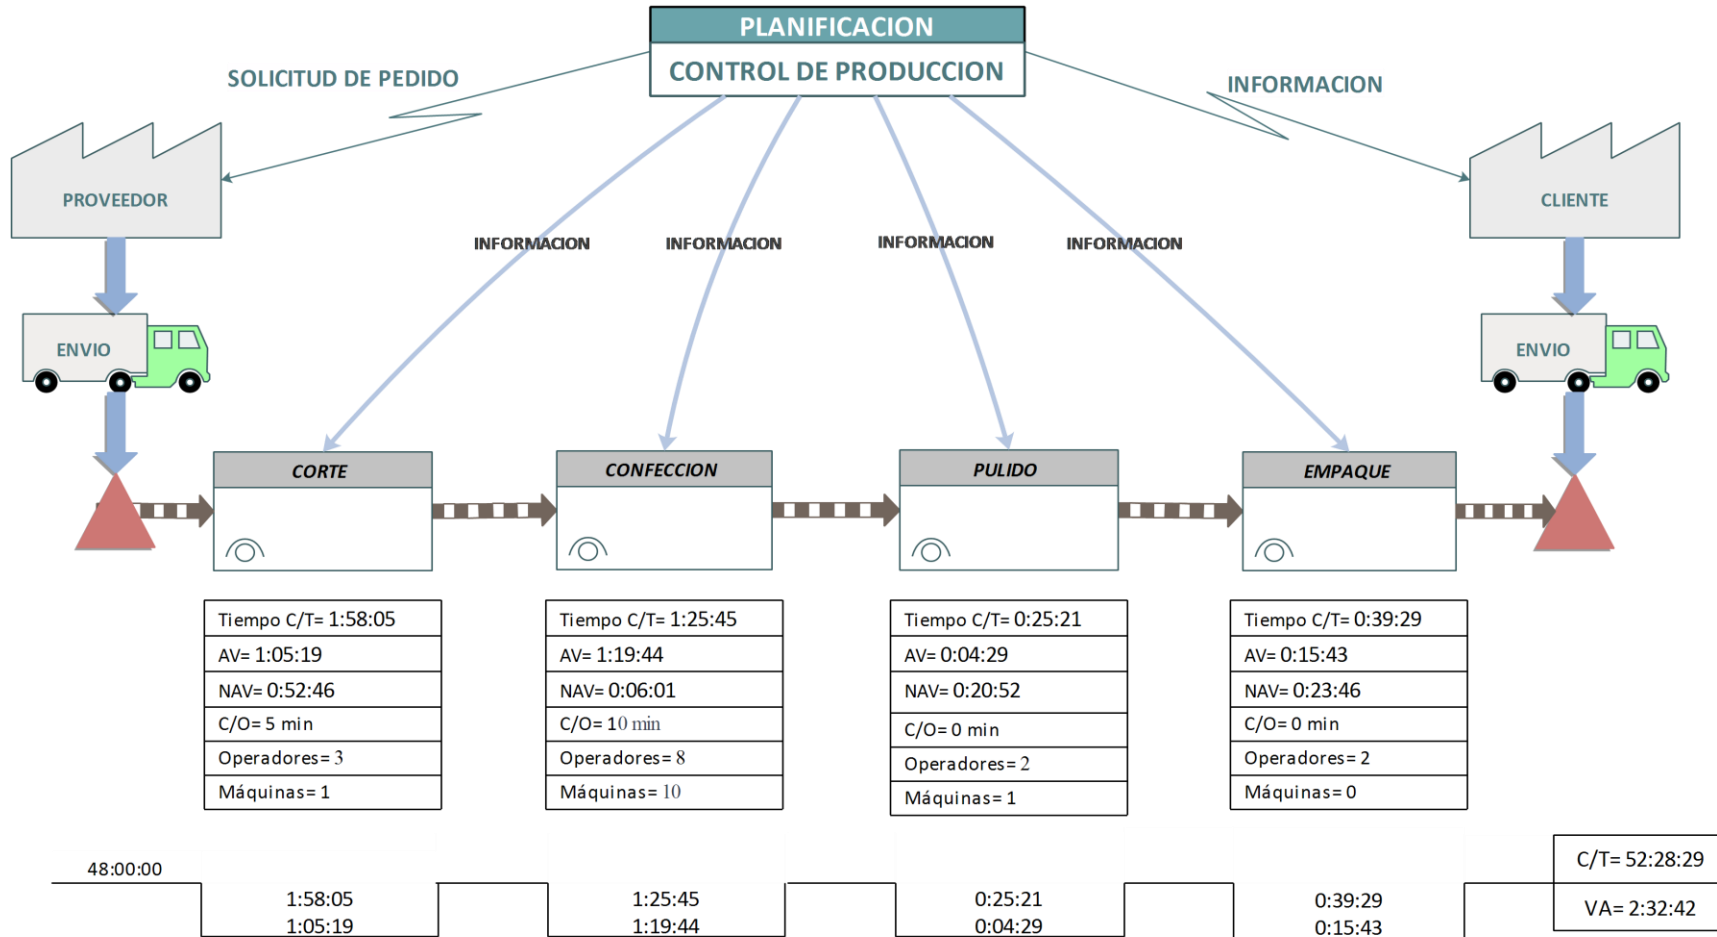 PLANIFICACION
CONTROL DE PRODUCCION
SOLICITUD DE PEDIDO
INFORMACION
PROVEEDOR
CLIENTE
INFORMACION
INFORMACION
INFORMACION
INFORMACION
ENVIO
ENVIO
CORTE
CONFECCION
PULIDO
EMPAQUE
Tiempo C/T= 1:58:05
AV= 1:05:19
NAV= 0:52:46
C/O= 5 min
Operadores= 3
Máquinas= 1
Tiempo C/T= 1:25:45
AV= 1:19:44
NAV= 0:06:01
C/O= 10 min
Operadores= 8
Máquinas= 10
Tiempo C/T= 0:25:21
AV= 0:04:29
NAV= 0:20:52
C/O= 0 min
Operadores= 2
Máquinas= 1
Tiempo C/T= 0:39:29
AV= 0:15:43
NAV= 0:23:46
C/O= 0 min
Operadores= 2
Máquinas= 0
48:00:00
1:58:05
1:05:19
1:25:45
1:19:44
0:25:21
0:04:29
0:39:29
0:15:43
C/T= 52:28:29
VA= 2:32:42